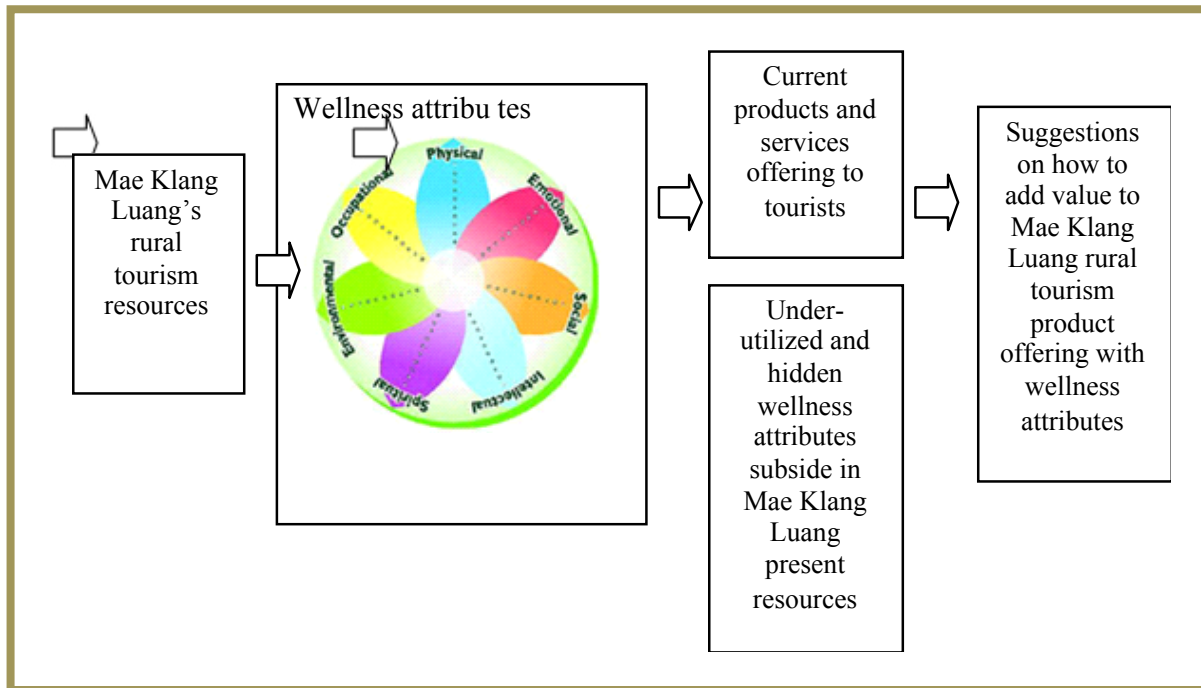 Mae Klang
Luang's
rural
tourism
resources
Wellness attribu tes
Physical
Emotional
Social
Intellectual
Spiritual
Environmental
Occupational
Current
products and
services
offering to
tourists
Under-
utilized and
hidden
wellness
attributes
subside in
Mae Klang
Luang
present
resources
Suggestions
on how to
add value to
Mae Klang
Luang rural
tourism
product
offering with
wellness
attributes